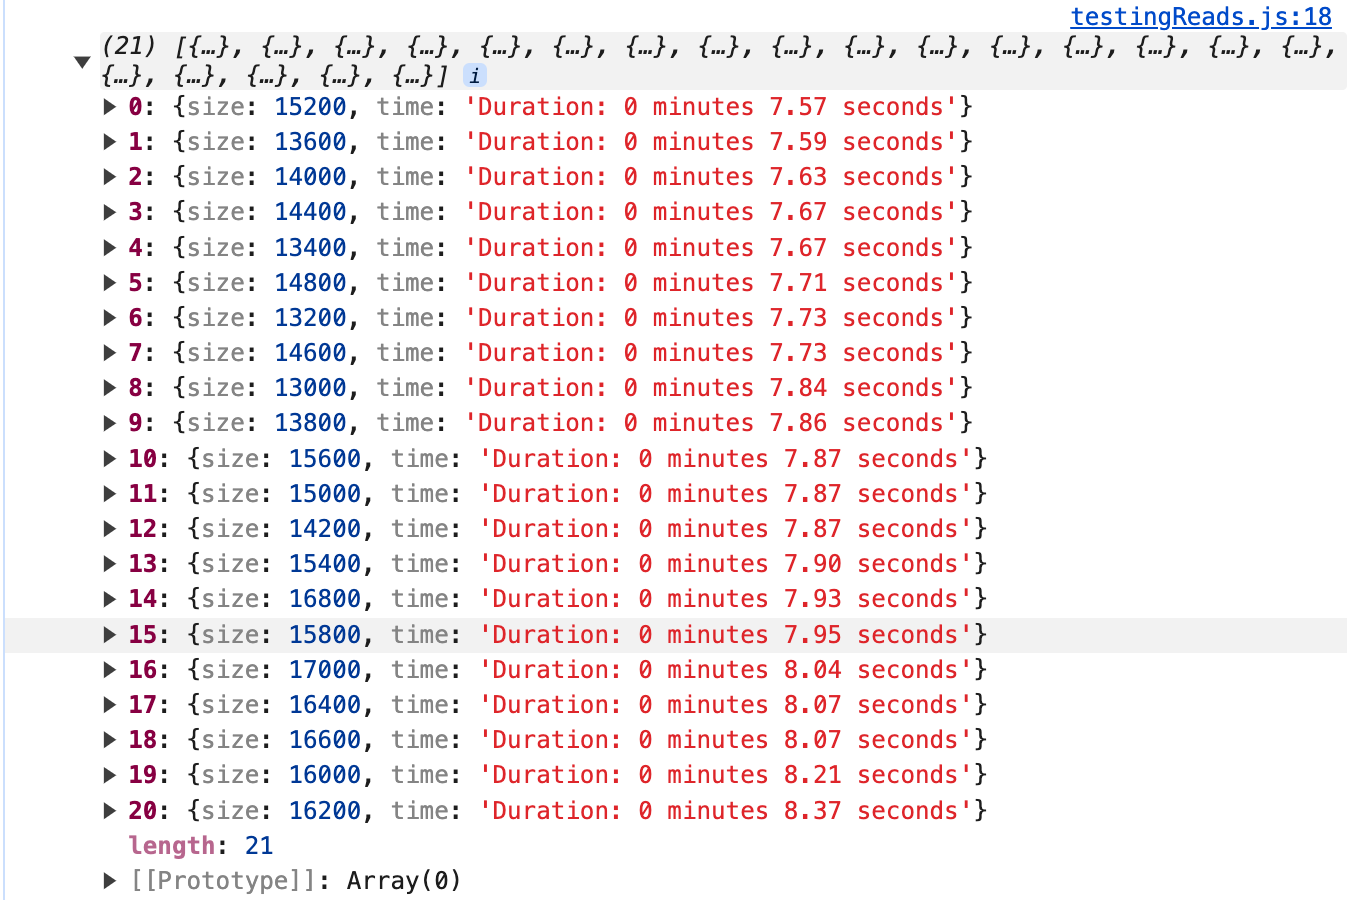 testingReads.js:18
(21) [{…}, {…}, {…}, {…}, {…}, {…}, {…}, {…}, {…}, {…}, {…}, {…}, {…}, {…}, {…}, {…},
{…}, {…}, {…}, {…}, {…}] i
0: {size: 15200, time: 'Duration: 0 minutes 7.57 seconds'}
1: {size: 13600, time: 'Duration: 0 minutes 7.59 seconds'}
2: {size: 14000, time: 'Duration: 0 minutes 7.63 seconds'}
3: {size: 14400, time: 'Duration: 0 minutes 7.67 seconds'}
4: {size: 13400, time: 'Duration: 0 minutes 7.67 seconds'}
5: {size: 14800, time: 'Duration: 0 minutes 7.71 seconds'}
6: {size: 13200, time: 'Duration: 0 minutes 7.73 seconds'}
7: {size: 14600, time: 'Duration: 0 minutes 7.73 seconds'}
8: {size: 13000, time: 'Duration: 0 minutes 7.84 seconds'}
9: {size: 13800, time: 'Duration: 0 minutes 7.86 seconds'}
10: {size: 15600, time: 'Duration: 0 minutes 7.87 seconds'}
11: {size: 15000, time: 'Duration: 0 minutes 7.87 seconds'}
12: {size: 14200, time: 'Duration: 0 minutes 7.87 seconds'}
13: {size: 15400, time: 'Duration: 0 minutes 7.90 seconds'}
14: {size: 16800, time: 'Duration: 0 minutes 7.93 seconds'}
15: {size: 15800, time: 'Duration: 0 minutes 7.95 seconds'}
16: {size: 17000, time: 'Duration: 0 minutes 8.04 seconds'}
17: {size: 16400, time: 'Duration: 0 minutes 8.07 seconds'}
18: {size: 16600, time: 'Duration: 0 minutes 8.07 seconds'}
19: {size: 16000, time: 'Duration: 0 minutes 8.21 seconds'}
20: {size: 16200, time: 'Duration: 0 minutes 8.37 seconds'}
length: 21
[[Prototype]]: Array(0)